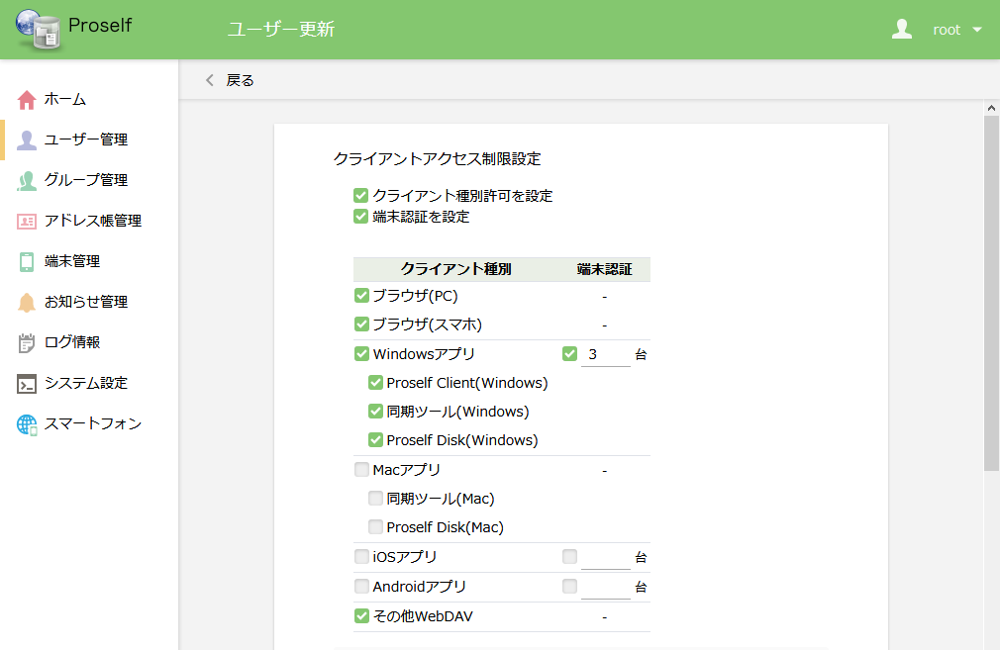 Proself
ユーザー更新
root
戻る
ホーム
ユーザー管理
グループ管理
アドレス帳管理
端末管理
お知らせ管理
ログ情報
システム設定
スマートフォン
クライアントアクセス制限設定
クライアント種別許可を設定
端末認証を設定
クライアント種別 端末認証
ブラウザ(PC) -
ブラウザ(スマホ) -
Windowsアプリ 3 台
Proself Client(Windows)
同期ツール(Windows)
Proself Disk(Windows)
Macアプリ -
同期ツール(Mac)
Proself Disk(Mac)
iOSアプリ 台
Androidアプリ 台
その他WebDAV -